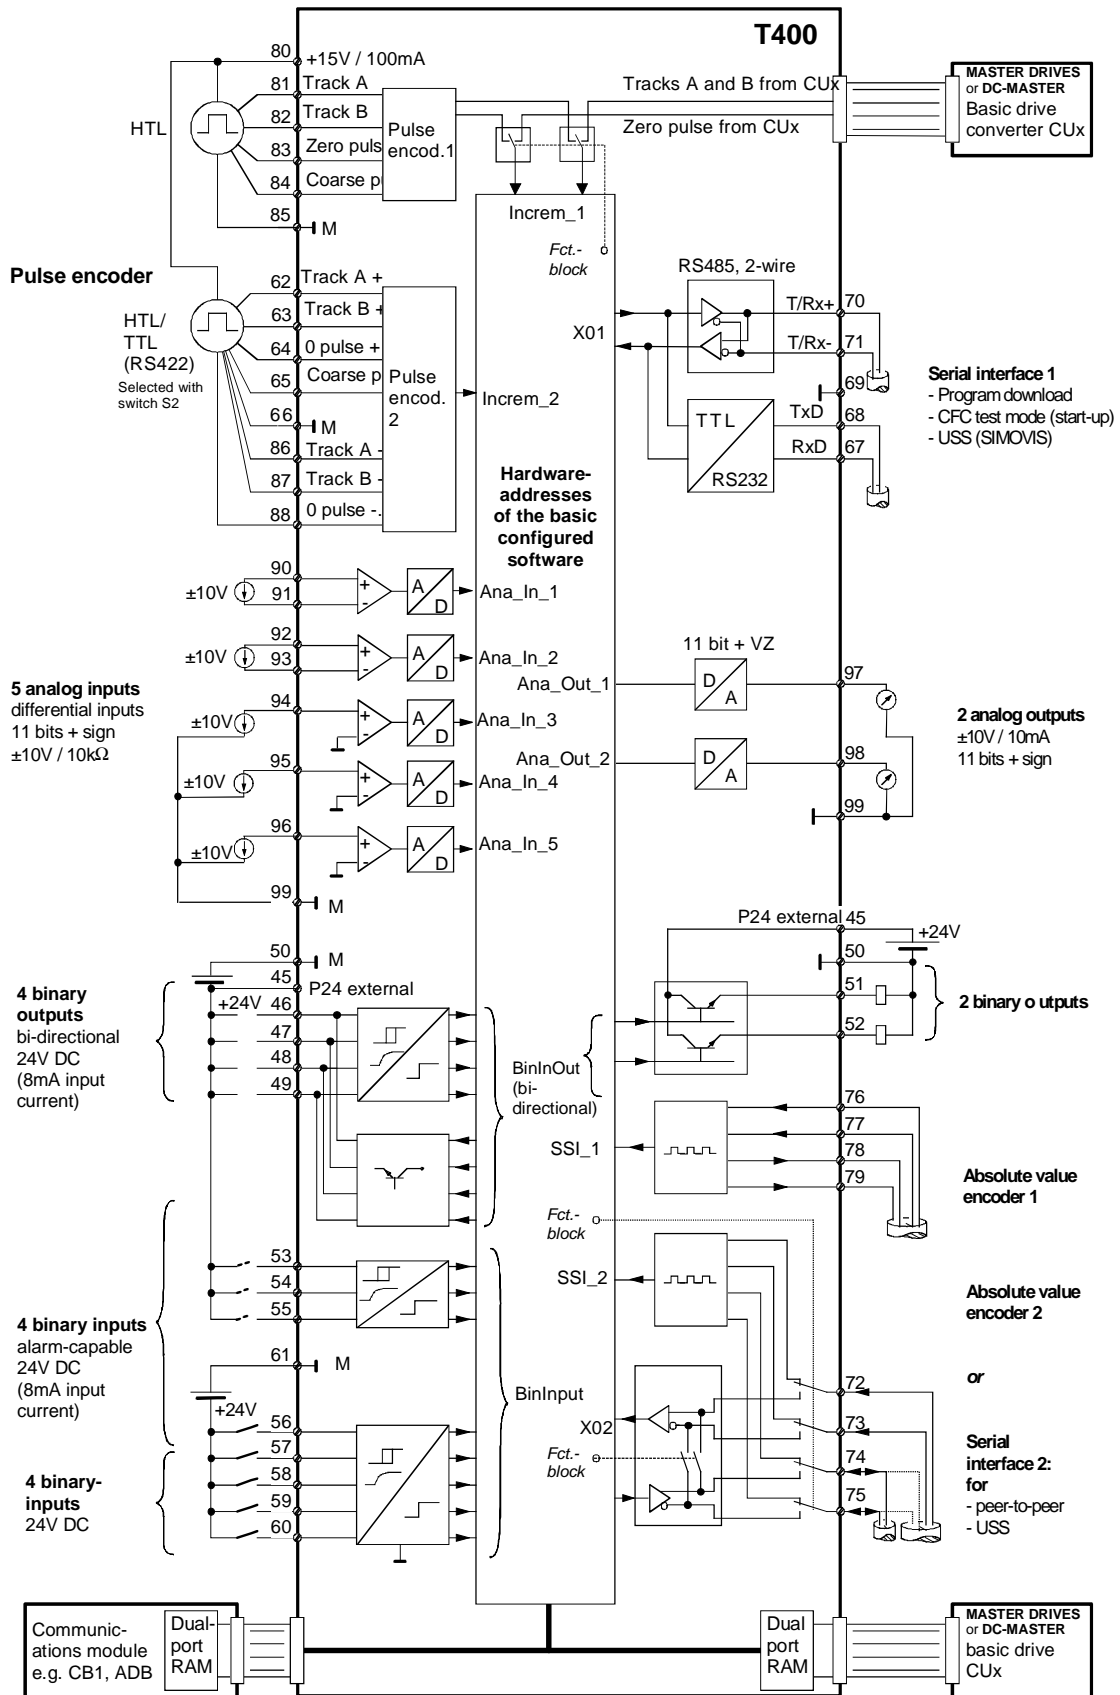 T400
80
+15V / 100mA
81
Track A
82
Track B
83
Zero puls
84
Coarse p
85
M
HTL
Pulse
encod.1
Tracks A and B from CUx
Zero pulse from CUx
MASTER DRIVES
or DC-MASTER
Basic drive
converter CUx
Increm_1
Fct.-
block
Pulse encoder
HTL/
TTL
(RS422)
Selected with
switch S2
62
Track A +
63
Track B +
64
0 pulse +
65
Coarse p
66
M
86
Track A -
87
Track B -
88
0 pulse -.
Pulse
encod.
2
Increm_2
RS485, 2-wire
X01
T/Rx+
70
T/Rx-
71
69
TxD
68
RxD
67
TTL
RS232
Serial interface 1
- Program download
- CFC test mode (start-up)
- USS (SIMOVIS)
Hardware-
addresses
of the basic
configured
software
5 analog inputs
differential inputs
11 bits + sign
±10V / 10kΩ
90
±10V
91
+
-
A
D
Ana_In_1
92
±10V
93
+
-
A
D
Ana_In_2
94
±10V
+
-
A
D
Ana_In_3
95
±10V
+
-
A
D
Ana_In_4
96
±10V
+
-
A
D
Ana_In_5
99
M
11 bit + VZ
Ana_Out_1
D
A
97
Ana_Out_2
D
A
98
99
2 analog outputs
±10V / 10mA
11 bits + sign
50
M
45
P24 external
+24V
46
47
48
49
4 binary
outputs
bi-directional
24V DC
(8mA input
current)
BinInOut
(bi-
directional)
P24 external
45
+24V
50
51
52
2 binary o utputs
SSI_1
76
77
78
79
Absolute value
encoder 1
Fct.-
block
SSI_2
Absolute value
encoder 2
or
53
54
55
4 binary inputs
alarm-capable
24V DC
(8mA input
current)
61
M
+24V
56
57
58
59
60
4 binary-
inputs
24V DC
BinInput
X02
Fct.-
block
72
73
74
75
Serial
interface 2:
for
- peer-to-peer
- USS
Communic-
ations module
e.g. CB1, ADB
Dual-
port
RAM
Dual
port
RAM
MASTER DRIVES
or DC-MASTER
basic drive
CUx